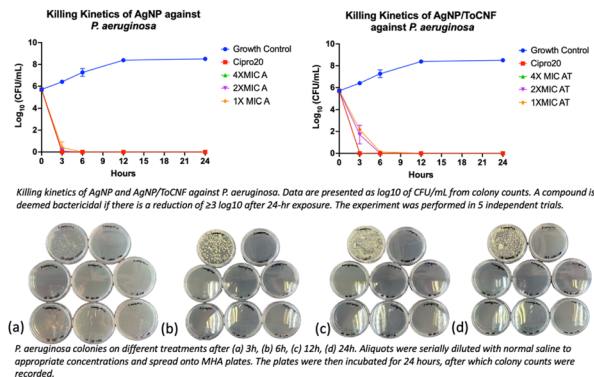 Killing Kinetics of AgNP against
P. aeruginosa
Log10 (CFU/mL)
10
8
6
4
2
0
0 3 6 12 18 24
Hours
Growth Control
Cipro20
4XMIC A
2XMIC A
1X MIC A
Killing Kinetics of AgNP/ToCNF
against P. aeruginosa
Log10 (CFU/mL)
10
8
6
4
2
0
0 3 6 12 18 24
Hours
Growth Control
Cipro20
4X MIC AT
2XMIC AT
1XMIC AT
Killing kinetics of AgNP and AgNP/ToCNF against P. aeruginosa. Data are presented as log10 of CFU/mL from colony counts. A compound is
deemed bactericidal if there is a reduction of ≥3 log10 after 24-hr exposure. The experiment was performed in 5 independent trials.
(a)
(b)
(c)
(d)
P. aeruginosa colonies on different treatments after (a) 3h, (b) 6h, (c) 12h, (d) 24h. Aliquots were serially diluted with normal saline to
appropriate concentrations and spread onto MHA plates. The plates were then incubated for 24 hours, after which colony counts were
recorded.